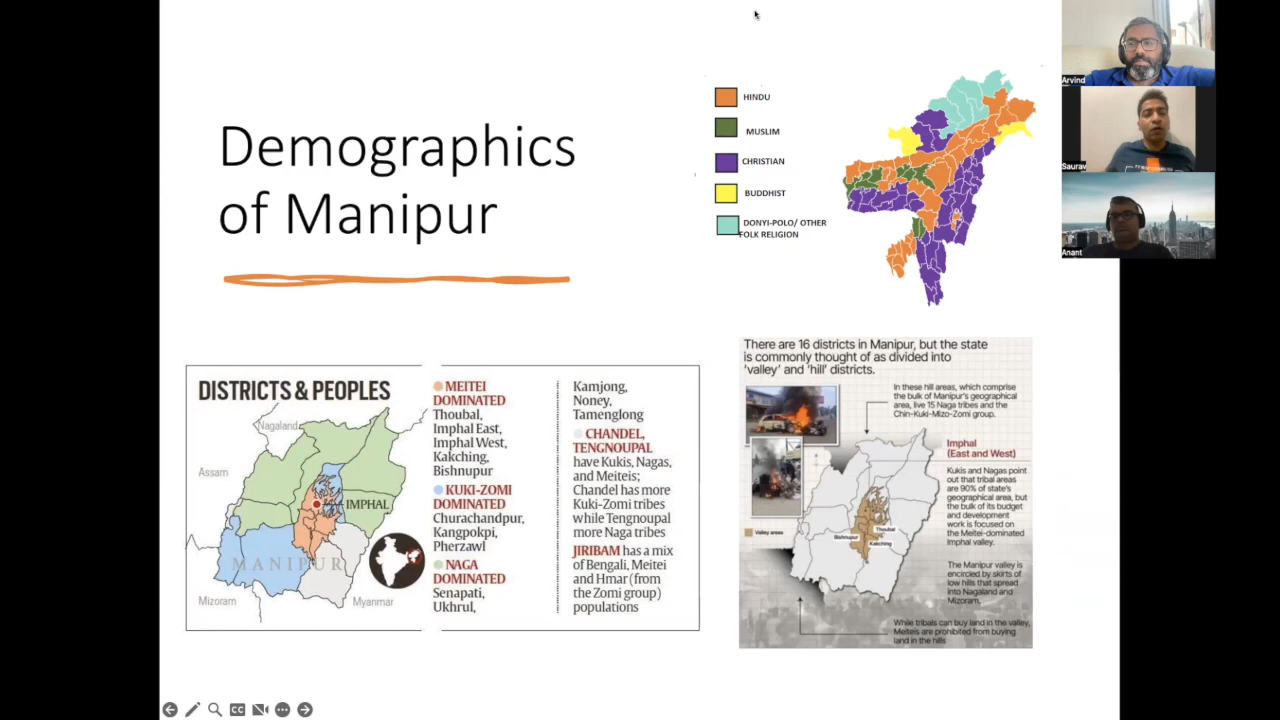 Demographics
of Manipur
HINDU
MUSLIM
CHRISTIAN
BUDDHIST
DONYI-POLO/ OTHER
FOLK RELIGION
Arvind
Saurav
Anant
DISTRICTS & PEOPLES
Nagaland
Assam
IMPHAL
MANIPUR
Mizoram
Myanmar
MEITEI
DOMINATED
Thoubal,
Imphal East,
Imphal West,
Kakching,
Bishnupur
KUKI-ZOMI
DOMINATED
Churachandpur,
Kangpokpi,
Pherzawl
NAGA
DOMINATED
Senapati,
Ukhrul,
Kamjong,
Noney,
Tamenglong
CHANDEL,
TENGNOUPAL
have Kukis, Nagas,
and Meiteis;
Chandel has more
Kuki-Zomi tribes
while Tengnoupal
more Naga tribes
JIRIBAM has a mix
of Bengali, Meitei
and Hmar (from
the Zomi group)
populations
There are 16 districts in Manipur, but the state
is commonly thought of as divided into
'valley' and 'hill' districts.
In these hill areas, which comprise
the bulk of Manipur's geographical
area, live 15 Naga tribes and the
Chin-Kuki-Mizo-Zomi group.
Imphal
(East and West)
Kukis and Nagas point
out that tribal areas
are 90% of state's
geographical area, but
the bulk of its budget
and development
work is focused on
the Meitei-dominated
Imphal valley.
Valley areas
Thoubal
Bishnupur
Kakching
The Manipur valley is
encircled by skirts of
low hills that spread
into Nagaland and
Mizoram.
While tribals can buy land in the valley,
Meiteis are prohibited from buying
land in the hills
CC